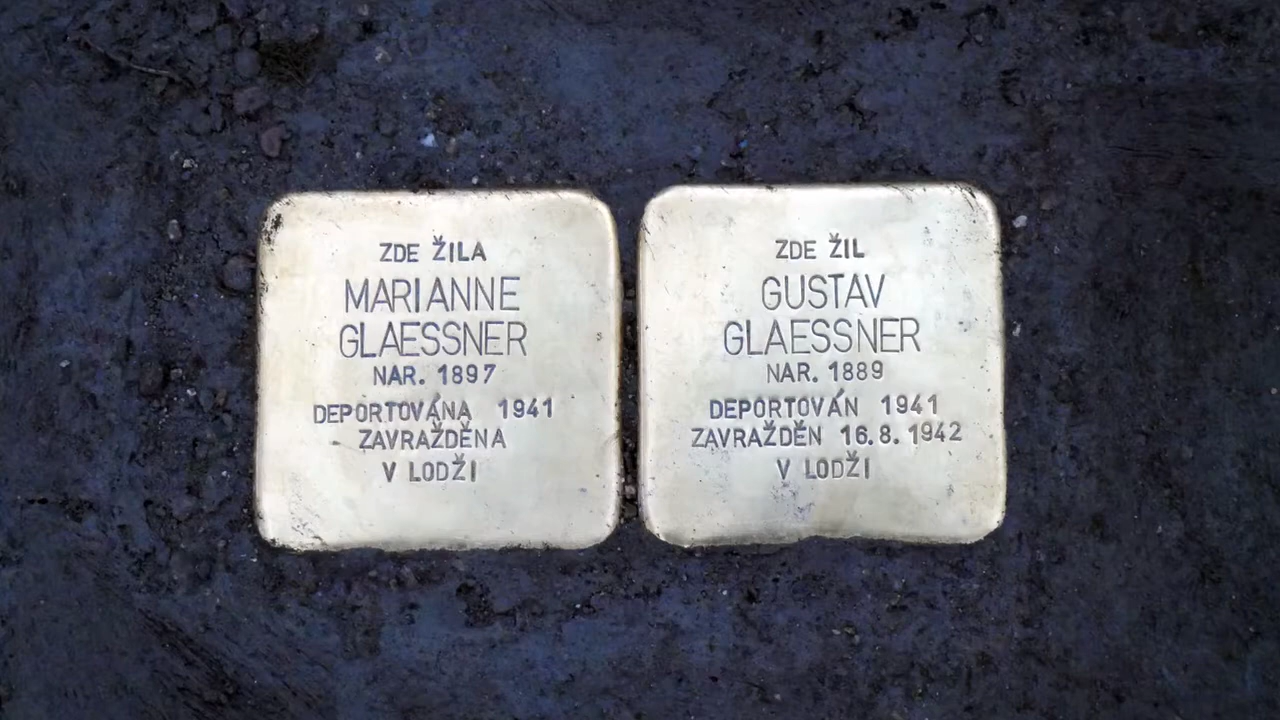 ZDE ŽILA
MARIANNE
GLAESSNER
NAR. 1897
DEPORTOVÁNA 1941
ZAVRAŽDĚNA
V LODŽI
ZDE ŽIL
GUSTAV
GLAESSNER
NAR. 1889
DEPORTOVÁN 1941
ZAVRAŽDĚN 16.8.1942
V LODŽI